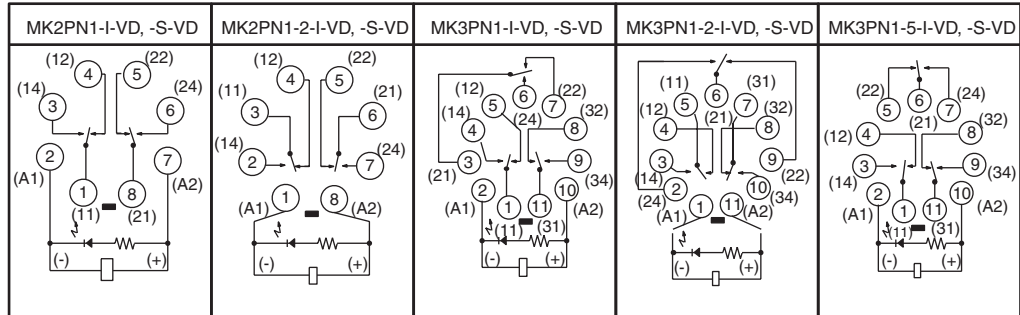 MK2PN1-I-VD, -S-VD
MK2PN1-2-I-VD, -S-VD
MK3PN1-I-VD, -S-VD
MK3PN1-2-I-VD, -S-VD
MK3PN1-5-I-VD, -S-VD
(12) (22)
4 5
(14) (24)
3 6
2 7
(A1) (A2)
1 8
(11) (21)
(-) (+)
(12) (22)
4 5
(11) (21)
3 6
(14) (24)
2 7
1 8
(A1) (A2)
(-) (+)
6
(12) 5 7 (22)
(14) (24) (32)
4 8
3 9
(21) 2 10 (34)
(A1) 1 11 (A2)
(11) (31)
(-) (+)
(11) 6 (31)
(12) 5 7 (32)
(21)
4 8
3 9
(14) 2 10 (22)
(24) 1 11 (34)
(A1) (A2)
(-) (+)
(22) 6 (24)
5 7
(12) (21) (32)
4 8
3 9
(14) (34)
2 10
(A1) 1 11 (A2)
(11) (31)
(-) (+)